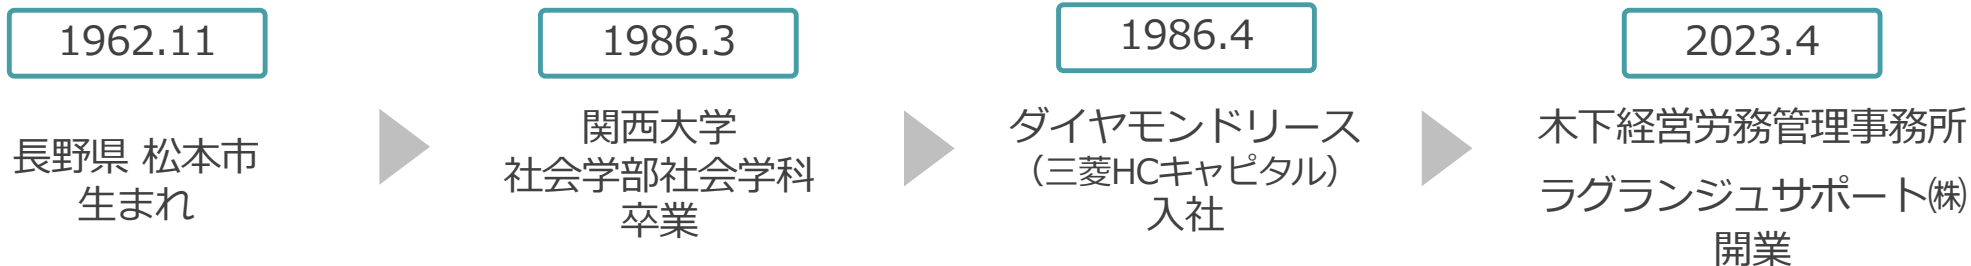 1962.11
長野県 松本市
生まれ
1986.3
関西大学
社会学部社会学科
卒業
1986.4
ダイヤモンドリース
（三菱HCキャピタル）
入社
2023.4
木下経営労務管理事務所
ラグランジュサポート㈱
開業